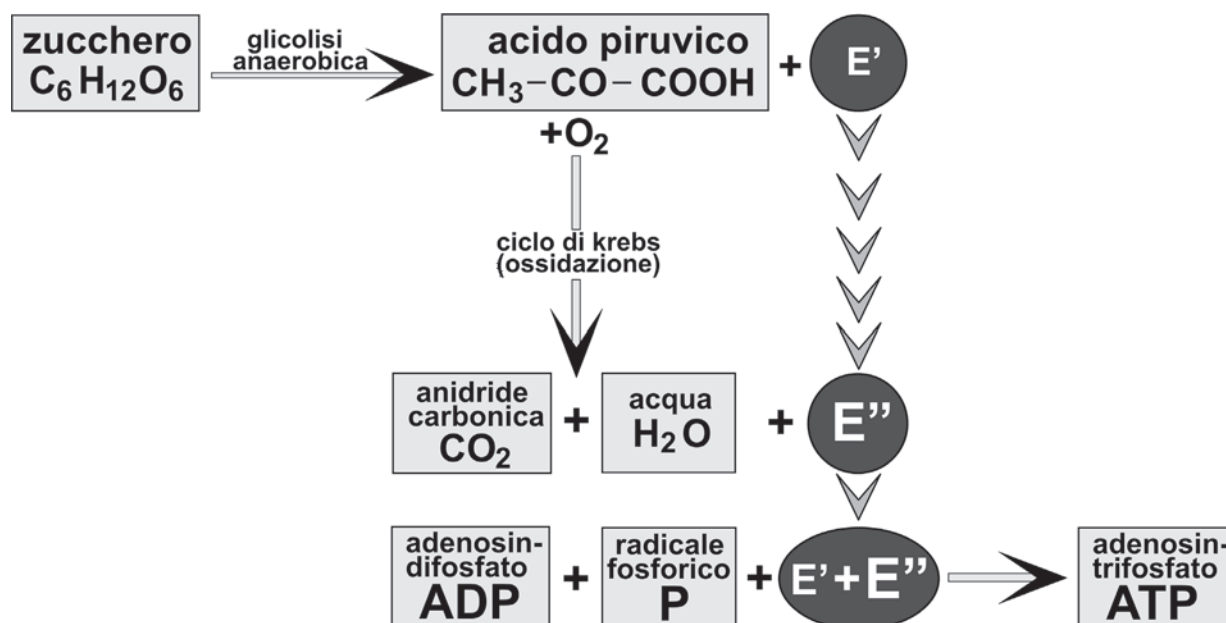 zucchero
C₆H₁₂O₆
glicolisi
anaerobica
acido piruvico
CH₃–CO–COOH
+
E’
+O₂
ciclo di krebs
(ossidazione)
anidride
carbonica
CO₂
+
acqua
H₂O
+
E”
adenosin-
difosfato
ADP
+
radicale
fosforico
P
+
E’+E”
adenosin-
trifosfato
ATP